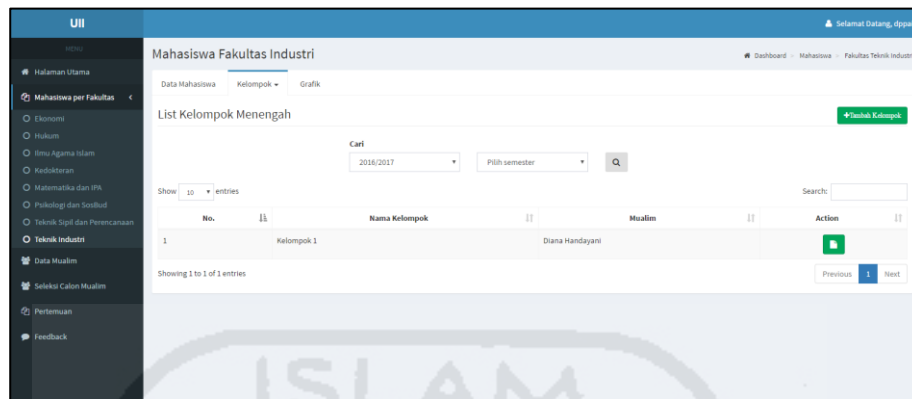 UII
Selamat Datang, dppai
MENU
Mahasiswa Fakultas Industri
Dashboard > Mahasiswa > Fakultas Teknik Industri
Halaman Utama
Mahasiswa per Fakultas
Ekonomi
Hukum
Ilmu Agama Islam
Kedokteran
Matematika dan IPA
Psikologi dan SosBud
Teknik Sipil dan Perencanaan
Teknik Industri
Data Mualim
Seleksi Calon Mualim
Pertemuan
Feedback
Data Mahasiswa Kelompok Grafik
List Kelompok Menengah
+Tambah Kelompok
Cari
2016/2017 Pilih semester
Show 10 entries
Search:
No. Nama Kelompok Mualim Action
1 Kelompok 1 Diana Handayani
Showing 1 to 1 of 1 entries
Previous 1 Next
ISLAM